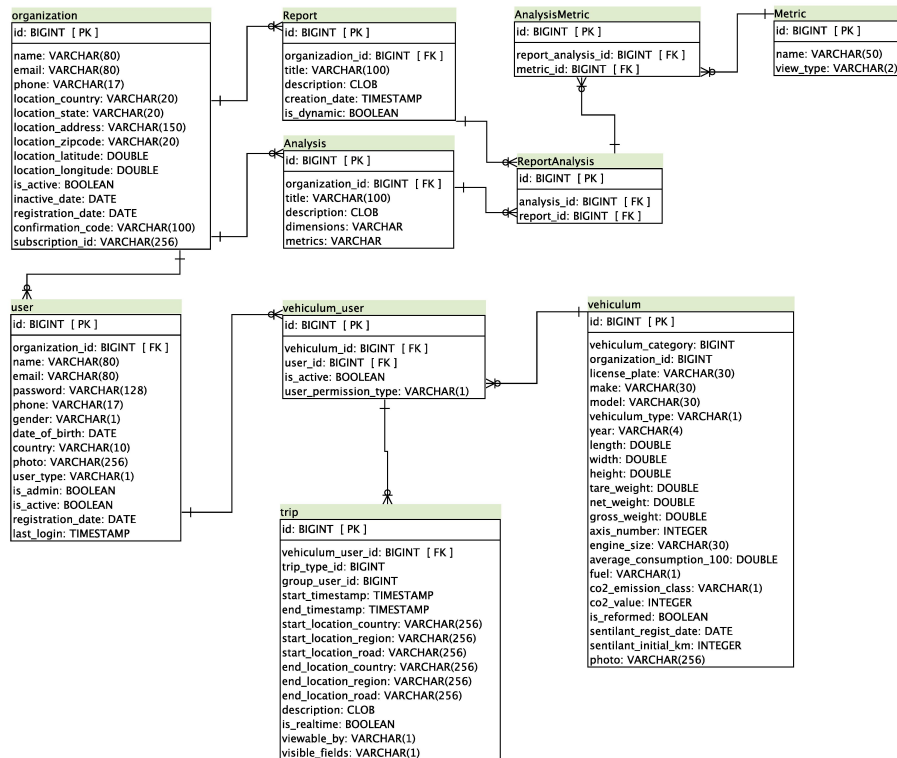 organization
id: BIGINT [ PK ]
name: VARCHAR(80)
email: VARCHAR(80)
phone: VARCHAR(17)
location_country: VARCHAR(20)
location_state: VARCHAR(20)
location_address: VARCHAR(150)
location_zipcode: VARCHAR(20)
location_latitude: DOUBLE
location_longitude: DOUBLE
is_active: BOOLEAN
inactive_date: DATE
registration_date: DATE
confirmation_code: VARCHAR(100)
subscription_id: VARCHAR(256)
Report
id: BIGINT [ PK ]
organizadion_id: BIGINT [ FK ]
title: VARCHAR(100)
description: CLOB
creation_date: TIMESTAMP
is_dynamic: BOOLEAN
Analysis
id: BIGINT [ PK ]
organization_id: BIGINT [ FK ]
title: VARCHAR(100)
description: CLOB
dimensions: VARCHAR
metrics: VARCHAR
AnalysisMetric
id: BIGINT [ PK ]
report_analysis_id: BIGINT [ FK ]
metric_id: BIGINT [ FK ]
Metric
id: BIGINT [ PK ]
name: VARCHAR(50)
view_type: VARCHAR(2)
ReportAnalysis
id: BIGINT [ PK ]
analysis_id: BIGINT [ FK ]
report_id: BIGINT [ FK ]
user
id: BIGINT [ PK ]
organization_id: BIGINT [ FK ]
name: VARCHAR(80)
email: VARCHAR(80)
password: VARCHAR(128)
phone: VARCHAR(17)
gender: VARCHAR(1)
date_of_birth: DATE
country: VARCHAR(10)
photo: VARCHAR(256)
user_type: VARCHAR(1)
is_admin: BOOLEAN
is_active: BOOLEAN
registration_date: DATE
last_login: TIMESTAMP
vehiculum_user
id: BIGINT [ PK ]
vehiculum_id: BIGINT [ FK ]
user_id: BIGINT [ FK ]
is_active: BOOLEAN
user_permission_type: VARCHAR(1)
vehiculum
id: BIGINT [ PK ]
vehiculum_category: BIGINT
organization_id: BIGINT
license_plate: VARCHAR(30)
make: VARCHAR(30)
model: VARCHAR(30)
vehiculum_type: VARCHAR(1)
year: VARCHAR(4)
length: DOUBLE
width: DOUBLE
height: DOUBLE
tare_weight: DOUBLE
net_weight: DOUBLE
gross_weight: DOUBLE
axis_number: INTEGER
engine_size: VARCHAR(30)
average_consumption_100: DOUBLE
fuel: VARCHAR(1)
co2_emission_class: VARCHAR(1)
co2_value: INTEGER
is_reformed: BOOLEAN
sentilant_regist_date: DATE
sentilant_initial_km: INTEGER
photo: VARCHAR(256)
trip
id: BIGINT [ PK ]
vehiculum_user_id: BIGINT [ FK ]
trip_type_id: BIGINT
group_user_id: BIGINT
start_timestamp: TIMESTAMP
end_timestamp: TIMESTAMP
start_location_country: VARCHAR(256)
start_location_region: VARCHAR(256)
start_location_road: VARCHAR(256)
end_location_country: VARCHAR(256)
end_location_region: VARCHAR(256)
end_location_road: VARCHAR(256)
description: CLOB
is_realtime: BOOLEAN
viewable_by: VARCHAR(1)
visible_fields: VARCHAR(1)